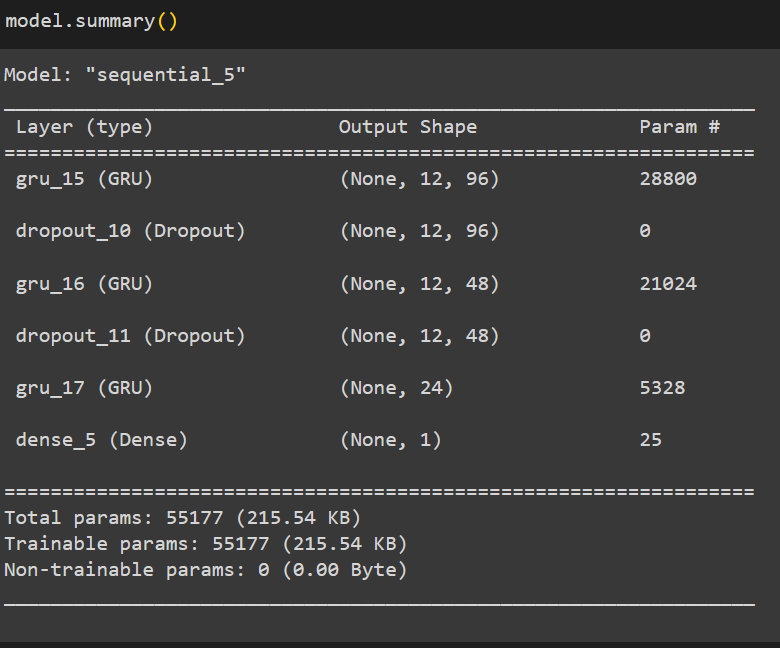 model.summary()
Model: "sequential_5"
_________________________________________________________________
Layer (type) Output Shape Param #
=================================================================
gru_15 (GRU) (None, 12, 96) 28800
dropout_10 (Dropout) (None, 12, 96) 0
gru_16 (GRU) (None, 12, 48) 21024
dropout_11 (Dropout) (None, 12, 48) 0
gru_17 (GRU) (None, 24) 5328
dense_5 (Dense) (None, 1) 25
=================================================================
Total params: 55177 (215.54 KB)
Trainable params: 55177 (215.54 KB)
Non-trainable params: 0 (0.00 Byte)
_________________________________________________________________